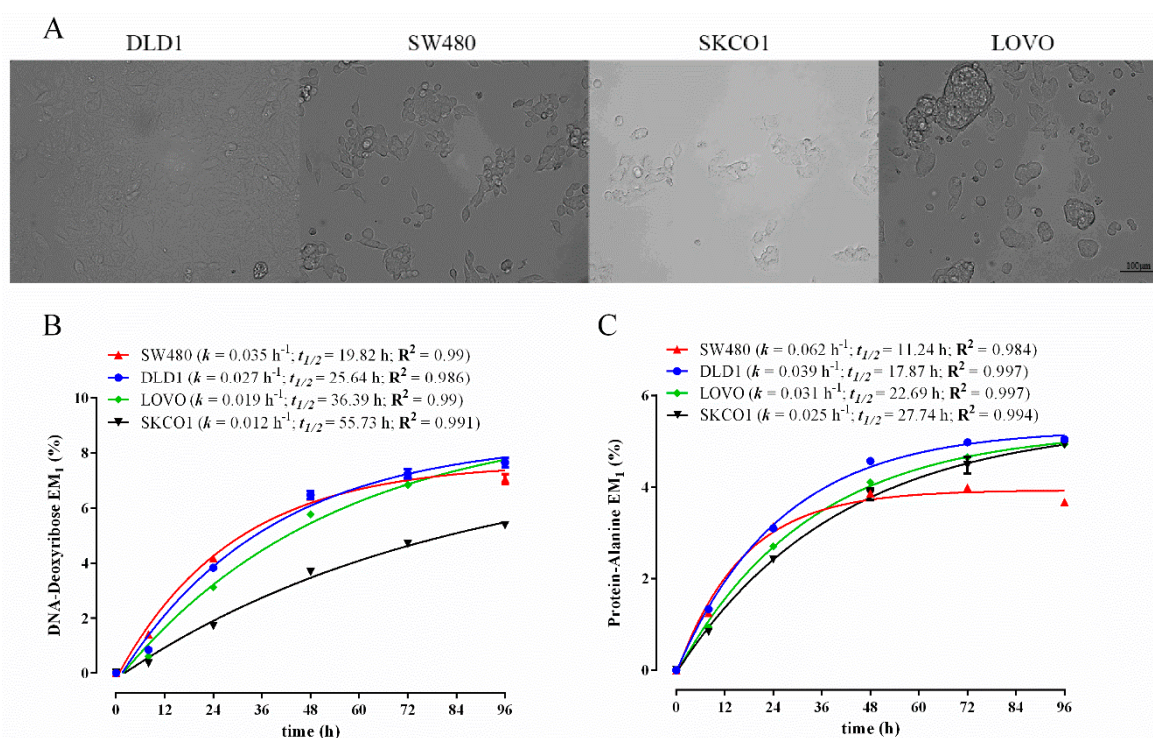 A
DLD1
SW480
SKCO1
LOVO
100µm
B
SW480 (k = 0.035 h⁻¹; t₁/₂ = 19.82 h; R² = 0.99)
DLD1 (k = 0.027 h⁻¹; t₁/₂ = 25.64 h; R² = 0.986)
LOVO (k = 0.019 h⁻¹; t₁/₂ = 36.39 h; R² = 0.99)
SKCO1 (k = 0.012 h⁻¹; t₁/₂ = 55.73 h; R² = 0.991)
DNA-Deoxyribose EM₁ (%)
10
8
6
4
2
0
0 12 24 36 48 60 72 84 96
time (h)
C
SW480 (k = 0.062 h⁻¹; t₁/₂ = 11.24 h; R² = 0.984)
DLD1 (k = 0.039 h⁻¹; t₁/₂ = 17.87 h; R² = 0.997)
LOVO (k = 0.031 h⁻¹; t₁/₂ = 22.69 h; R² = 0.997)
SKCO1 (k = 0.025 h⁻¹; t₁/₂ = 27.74 h; R² = 0.994)
Protein-Alanine EM₁ (%)
6
4
2
0
0 12 24 36 48 60 72 84 96
time (h)